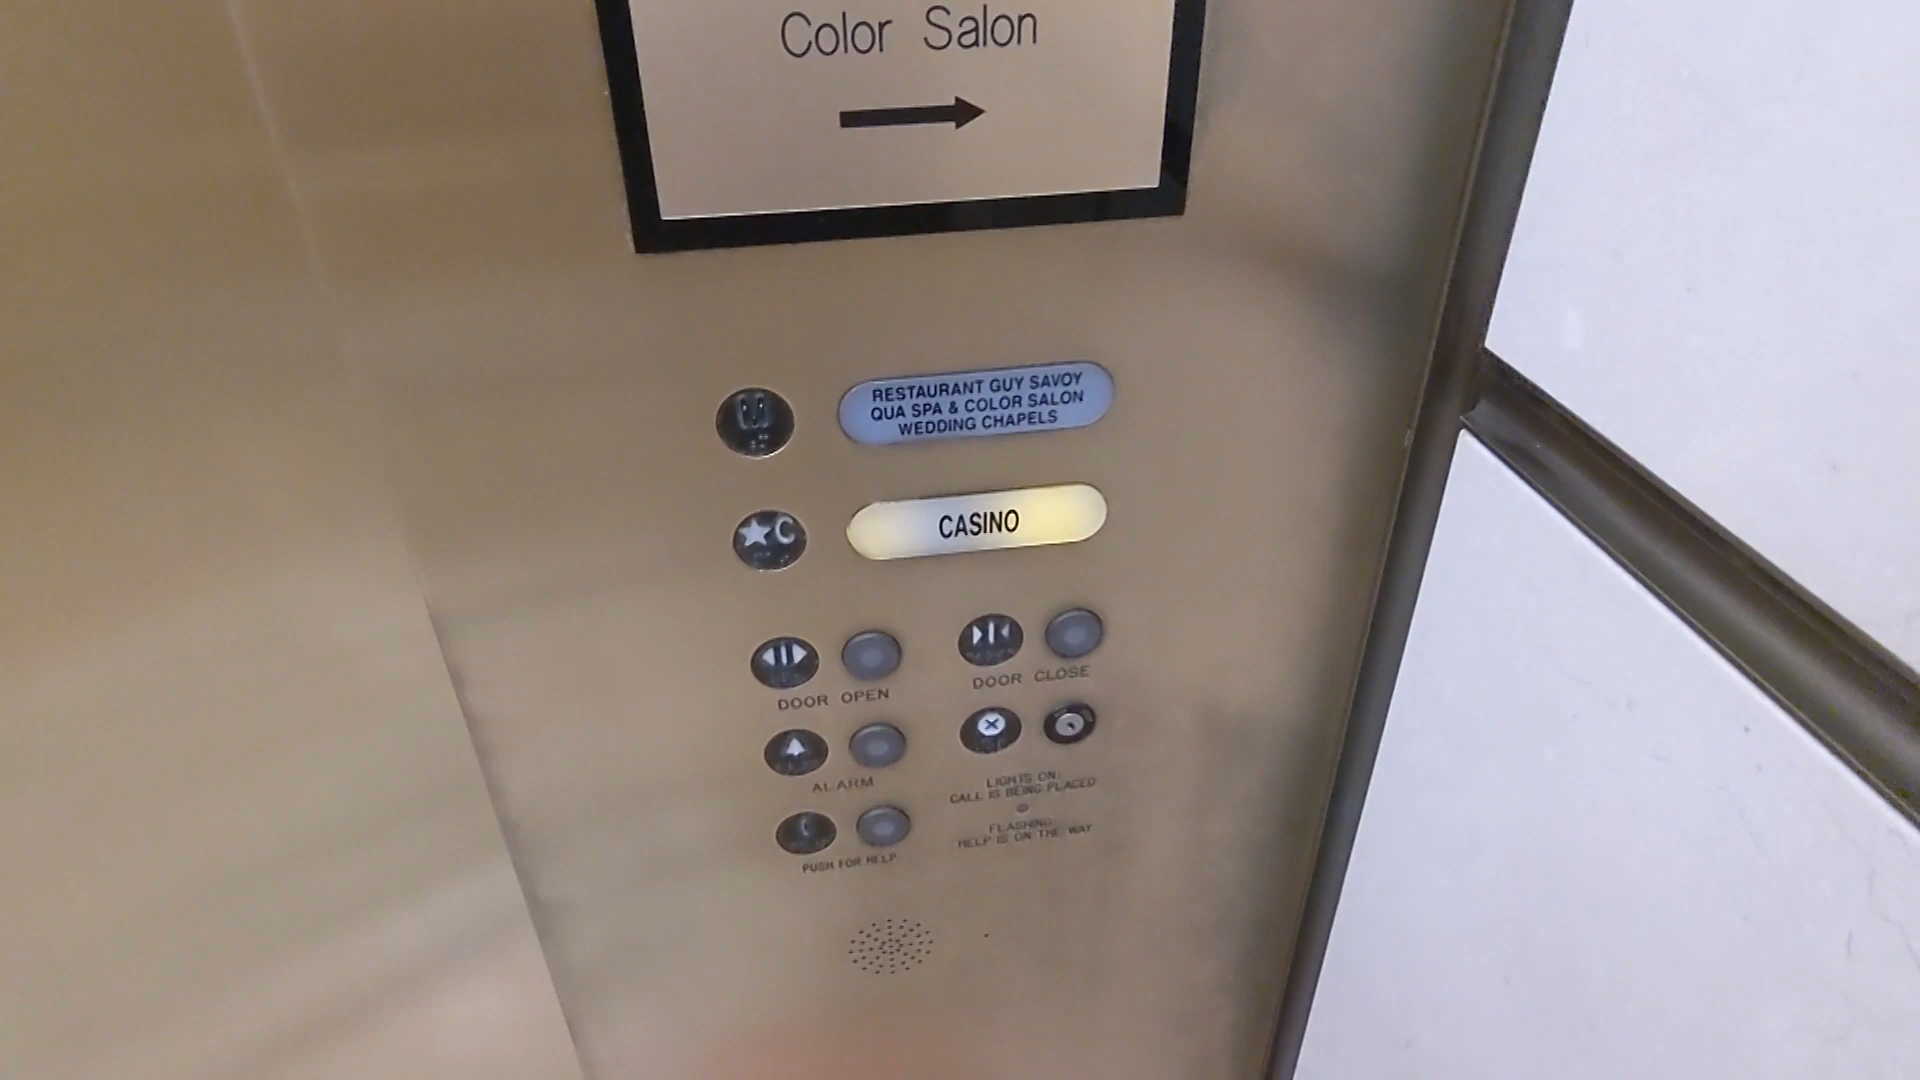 Color Salon
M
RESTAURANT GUY SAVOY
QUA SPA & COLOR SALON
WEDDING CHAPELS
★C
CASINO
DOOR OPEN
DOOR CLOSE
ALARM
LIGHTS ON:
CALL IS BEING PLACED
FLASHING:
HELP IS ON THE WAY
PUSH FOR HELP